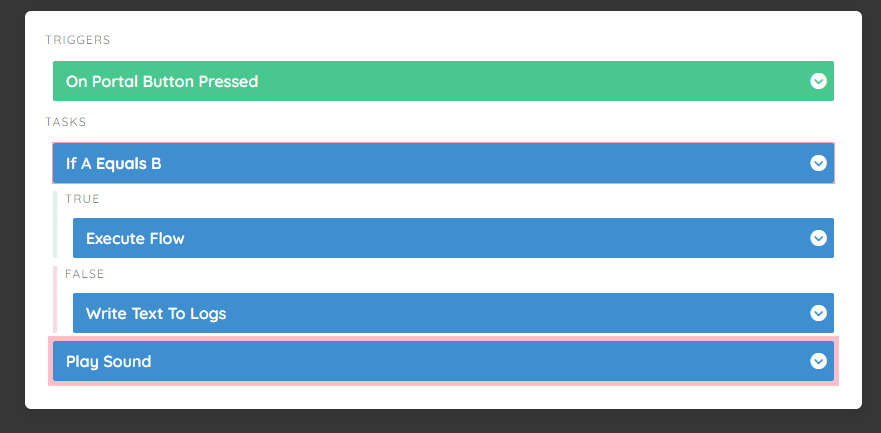 TRIGGERS
On Portal Button Pressed
TASKS
If A Equals B
TRUE
Execute Flow
FALSE
Write Text To Logs
Play Sound